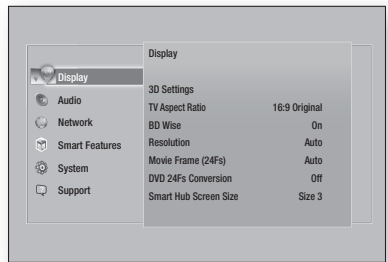 Display
Audio
Network
Smart Features
System
Support
Display
3D Settings
TV Aspect Ratio 16:9 Original
BD Wise On
Resolution Auto
Movie Frame (24Fs) Auto
DVD 24Fs Conversion Off
Smart Hub Screen Size Size 3